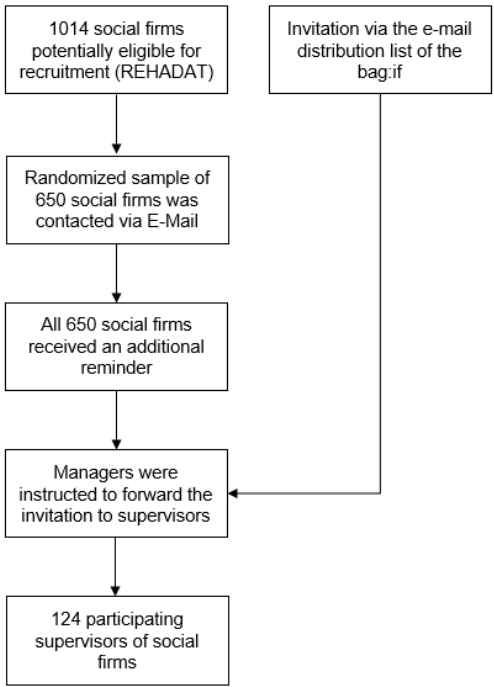 1014 social firms
potentially eligible for
recruitment (REHADAT)
Invitation via the e-mail
distribution list of the
bag:if
Randomized sample of
650 social firms was
contacted via E-Mail
All 650 social firms
received an additional
reminder
Managers were
instructed to forward the
invitation to supervisors
124 participating
supervisors of social
firms